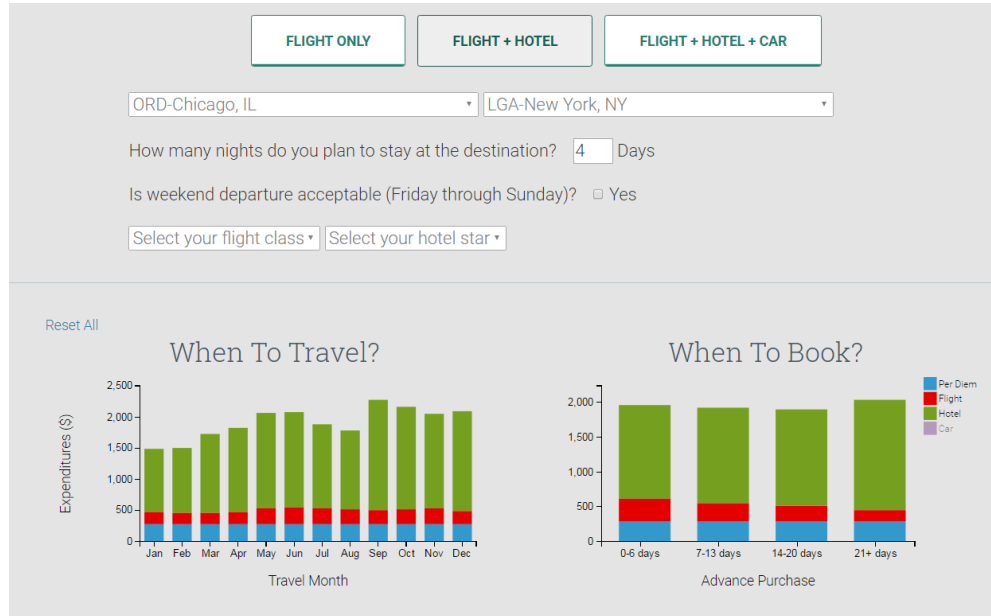 FLIGHT ONLY FLIGHT + HOTEL FLIGHT + HOTEL + CAR
ORD-Chicago, IL LGA-New York, NY
How many nights do you plan to stay at the destination? 4 Days
Is weekend departure acceptable (Friday through Sunday)? Yes
Select your flight class Select your hotel star
Reset All
When To Travel?
Expenditures ($)
2,500
2,000
1,500
1,000
500
0
Jan Feb Mar Apr May Jun Jul Aug Sep Oct Nov Dec
Travel Month
When To Book?
2,000
1,500
1,000
500
0
0-6 days 7-13 days 14-20 days 21+ days
Advance Purchase
Per Diem
Flight
Hotel
Car